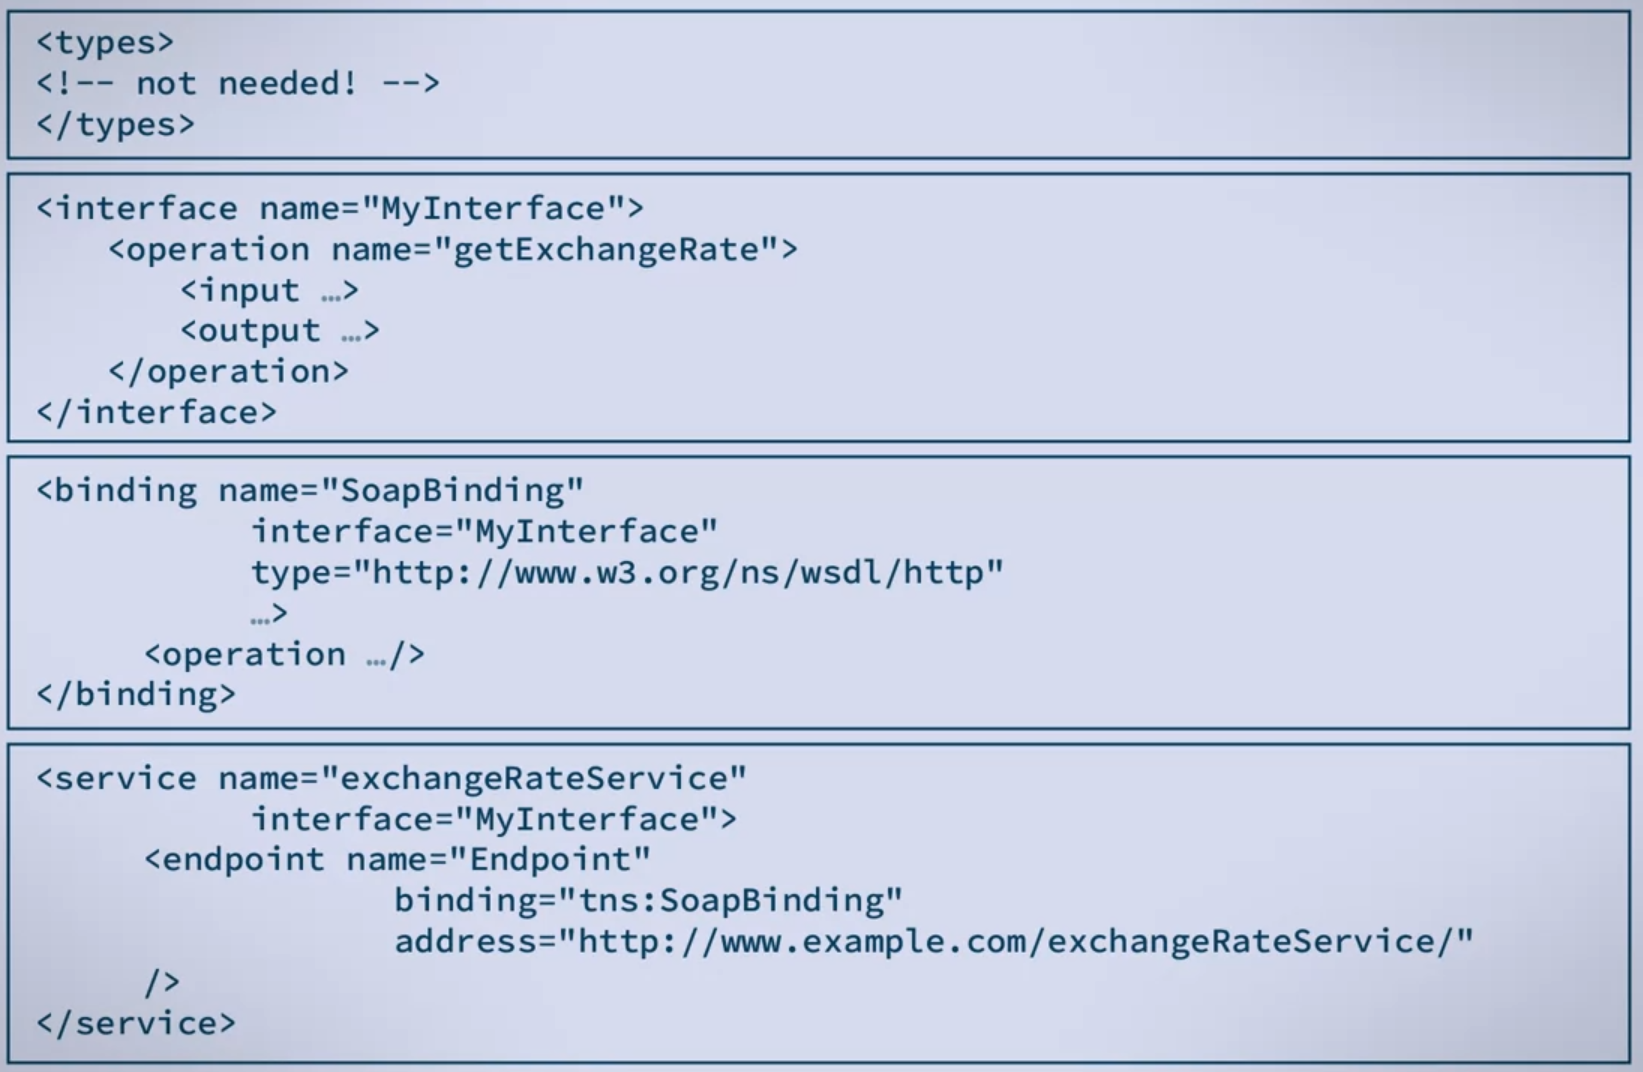 <types>
<!-- not needed! -->
</types>
<interface name="MyInterface">
<operation name="getExchangeRate">
<input …>
<output …>
</operation>
</interface>
<binding name="SoapBinding"
interface="MyInterface"
type="http://www.w3.org/ns/wsdl/http"
…>
<operation …/>
</binding>
<service name="exchangeRateService"
interface="MyInterface">
<endpoint name="Endpoint"
binding="tns:SoapBinding"
address="http://www.example.com/exchangeRateService/"
/>
</service>